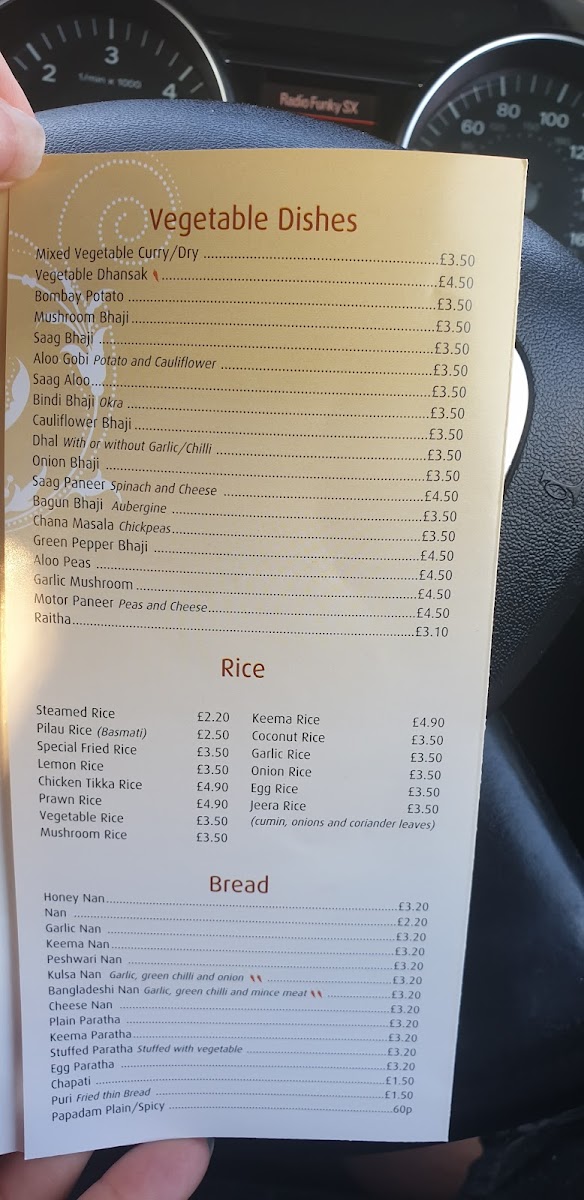 2 3 4
1/min x 1000
Radio Funky SX
60 80 100
Vegetable Dishes
Mixed Vegetable Curry/Dry £3.50
Vegetable Dhansak £4.50
Bombay Potato £3.50
Mushroom Bhaji £3.50
Saag Bhaji £3.50
Aloo Gobi Potato and Cauliflower £3.50
Saag Aloo £3.50
Bindi Bhaji Okra £3.50
Cauliflower Bhaji £3.50
Dhal With or without Garlic/Chilli £3.50
Onion Bhaji £3.50
Saag Paneer Spinach and Cheese £4.50
Bagun Bhaji Aubergine £3.50
Chana Masala Chickpeas £3.50
Green Pepper Bhaji £4.50
Aloo Peas £4.50
Garlic Mushroom £4.50
Motor Paneer Peas and Cheese £4.50
Raitha £3.10
Rice
Steamed Rice £2.20
Pilau Rice (Basmati) £2.50
Special Fried Rice £3.50
Lemon Rice £3.50
Chicken Tikka Rice £4.90
Prawn Rice £4.90
Vegetable Rice £3.50
Mushroom Rice £3.50
Keema Rice £4.90
Coconut Rice £3.50
Garlic Rice £3.50
Onion Rice £3.50
Egg Rice £3.50
Jeera Rice £3.50
(cumin, onions and coriander leaves)
Bread
Honey Nan £3.20
Nan £2.20
Garlic Nan £3.20
Keema Nan £3.20
Peshwari Nan £3.20
Kulsa Nan Garlic, green chilli and onion £3.20
Bangladeshi Nan Garlic, green chilli and mince meat £3.20
Cheese Nan £3.20
Plain Paratha £3.20
Keema Paratha £3.20
Stuffed Paratha Stuffed with vegetable £3.20
Egg Paratha £3.20
Chapati £1.50
Puri Fried thin Bread £1.50
Papadam Plain/Spicy 60p